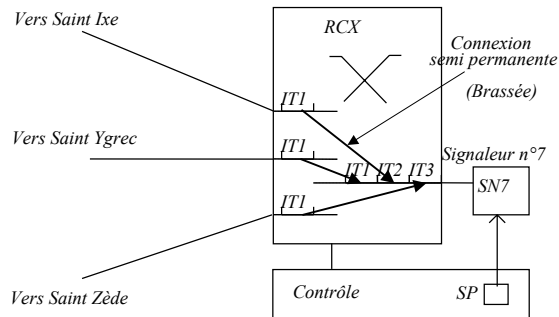 Vers Saint Ixe
RCX
Connexion
semi permanente
(Brassée)
IT1
Vers Saint Ygrec
IT1
Signaleur n°7
IT1 IT2 IT3
SN7
IT1
Vers Saint Zède
Contrôle
SP